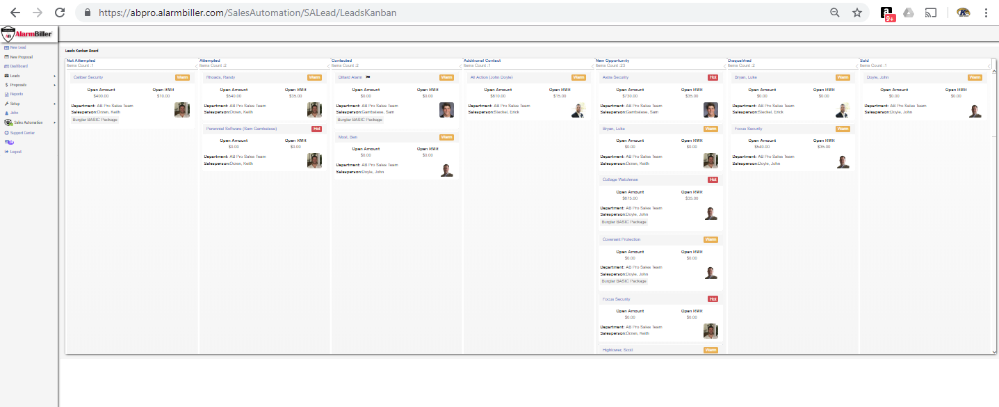 https://abpro.alarmbiller.com/SalesAutomation/SALead/LeadsKanban
9+
AB AlarmBiller
New Lead
New Proposal
Dashboard
Leads
Proposals
Reports
Setup
Jobs
Sales Automation
Support Center
Logout
Leads Kanban Board
Not Attempted
Items Count :1
Caliber Security Warm
Open Amount Open RMR
$400.00 $10.00
Department: AB Pro Sales Team
Salesperson:Orzen, Keith
Burglar BASIC Package
Attempted
Items Count :2
Rhoads, Nandy Warm
Open Amount Open RMR
$540.00 $35.00
Department: AB Pro Sales Team
Salesperson:Orzen, Keith
Perennial Software (Sam Gambalese) Hot
Open Amount Open RMR
$0.00 $0.00
Department: AB Pro Sales Team
Salesperson:Orzen, Keith
Contacted
Items Count :2
Dillard Alarm Warm
Open Amount Open RMR
$0.00 $0.00
Department: AB Pro Sales Team
Salesperson:Gambalese, Sam
Burglar BASIC Package
Ben Warm
Open Amount Open RMR
$0.00 $0.00
Department: AB Pro Sales Team
Salesperson:Doyle, John
Additional Contact
Items Count :1
All Action (John Doyle) Warm
Open Amount Open RMR
$810.00 $15.00
Department: AB Pro Sales Team
Salesperson:Steckel, Erick
New Opportunity
Items Count :23
Astra Security Hot
Open Amount Open RMR
$730.00 $35.00
Department: AB Pro Sales Team
Salesperson:Gambalese, Sam
Bryan, Luke Warm
Open Amount Open RMR
$0.00 $0.00
Department: AB Pro Sales Team
Salesperson:Orzen, Keith
Cottage Watchman Hot
Open Amount Open RMR
$675.00 $35.00
Department: AB Pro Sales Team
Salesperson:Doyle, John
Burglar BASIC Package
Covenant Protection Warm
Open Amount Open RMR
$0.00 $0.00
Department: AB Pro Sales Team
Salesperson:Doyle, John
Burglar BASIC Package
Focus Security Hot
Open Amount Open RMR
$0.00 $0.00
Department: AB Pro Sales Team
Salesperson:Orzen, Keith
Hightower, Scott Warm
Disqualified
Items Count :2
Bryan, Luke Warm
Open Amount Open RMR
$0.00 $0.00
Department: AB Pro Sales Team
Salesperson:Steckel, Erick
Focus Security Warm
Open Amount Open RMR
$540.00 $35.00
Department: AB Pro Sales Team
Salesperson:Doyle, John
Sold
Items Count :1
Doyle, John Warm
Open Amount Open RMR
$0.00 $0.00
Department: AB Pro Sales Team
Salesperson:Doyle, John